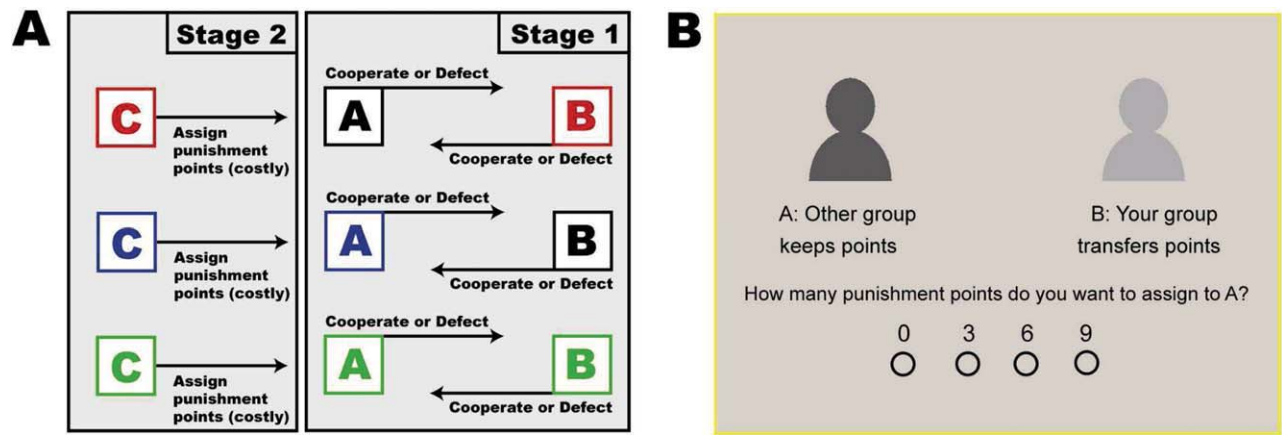 A
Stage 2
Stage 1
Cooperate or Defect
C
A
B
Assign
punishment
points (costly)
Cooperate or Defect
Cooperate or Defect
C
A
B
Assign
punishment
points (costly)
Cooperate or Defect
Cooperate or Defect
C
A
B
Assign
punishment
points (costly)
Cooperate or Defect
B
A: Other group
keeps points
B: Your group
transfers points
How many punishment points do you want to assign to A?
0 3 6 9